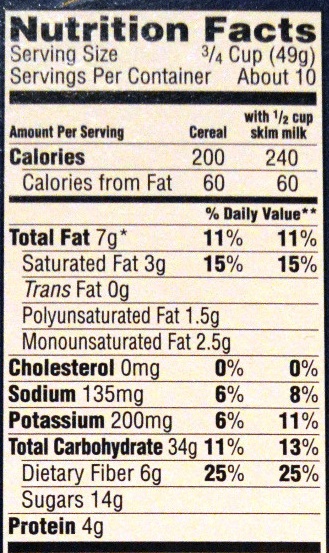 Nutrition Facts
Serving Size 3/4 Cup (49g)
Servings Per Container About 10
Amount Per Serving Cereal with 1/2 cup skim milk
Calories 200 240
Calories from Fat 60 60
% Daily Value**
Total Fat 7g* 11% 11%
Saturated Fat 3g 15% 15%
Trans Fat 0g
Polyunsaturated Fat 1.5g
Monounsaturated Fat 2.5g
Cholesterol 0mg 0% 0%
Sodium 135mg 6% 8%
Potassium 200mg 6% 11%
Total Carbohydrate 34g 11% 13%
Dietary Fiber 6g 25% 25%
Sugars 14g
Protein 4g